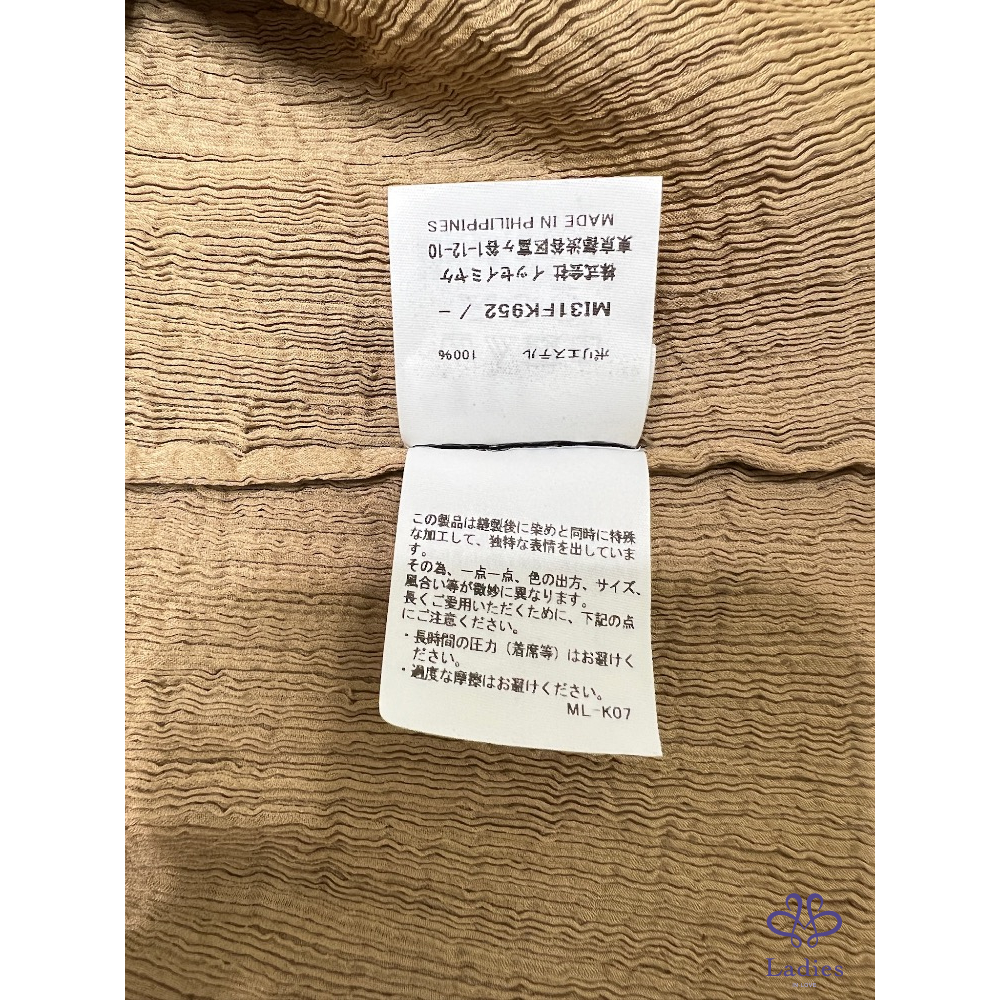 MADE IN PHILIPPINES
東京都渋谷区富ヶ谷1-12-10
株式会社 イッセイミヤケ
MI31FK952 / -
ポリエステル 100%
この製品は縫製後に染めと同時に特殊
な加工して、独特な表情を出していま
す。
その為、一点一点、色の出方、サイズ、
風合い等が微妙に異なります。
長くご愛用いただくために、下記の点
にご注意ください。
・長時間の圧力（着席等）はお避けく
ださい。
・過度な摩擦はお避けください。
ML-K07
Ladies